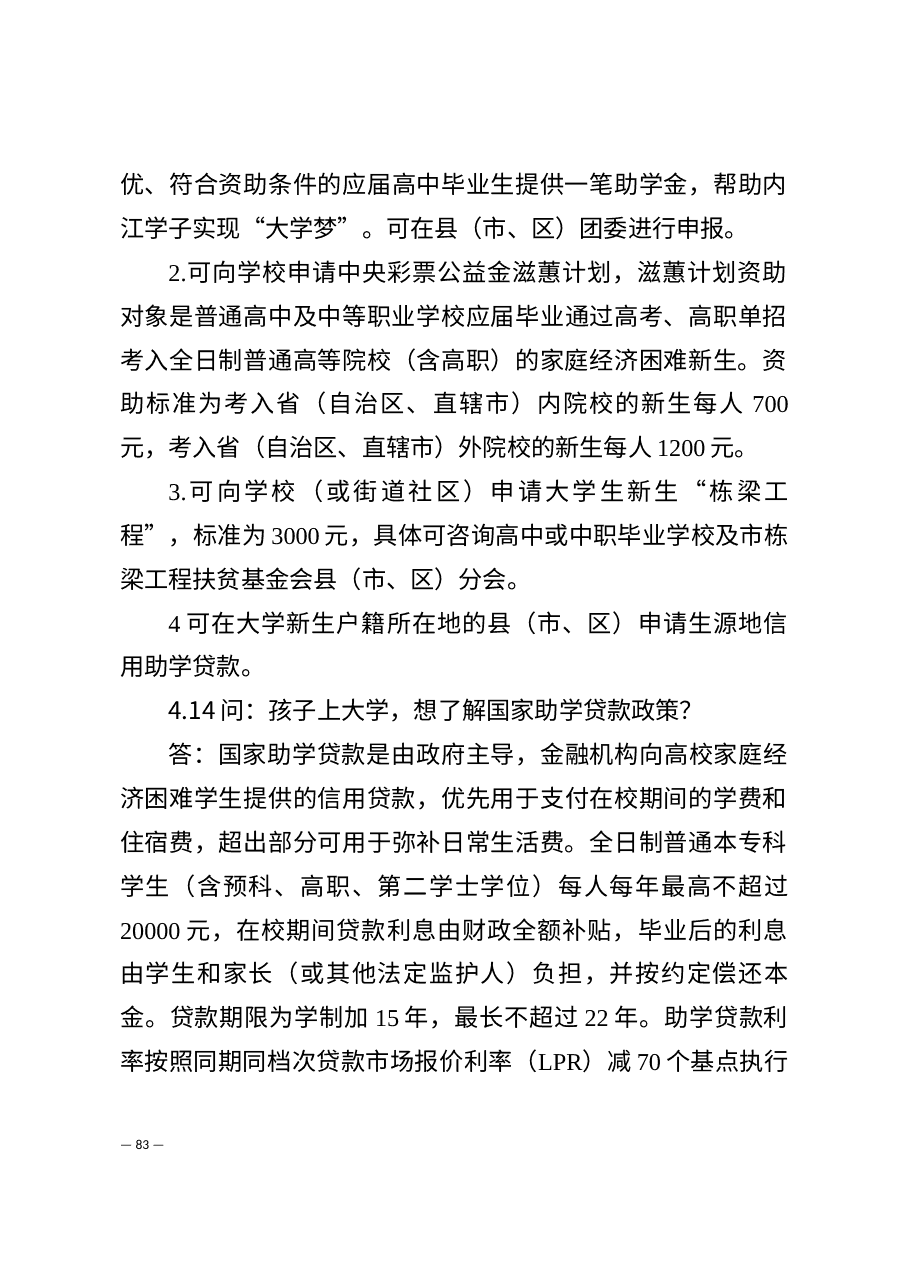 优、符合资助条件的应届高中毕业生提供一笔助学金，帮助内
江学子实现“大学梦”。可在县（市、区）团委进行申报。
2.可向学校申请中央彩票公益金滋蕙计划，滋蕙计划资助
对象是普通高中及中等职业学校应届毕业通过高考、高职单招
考入全日制普通高等院校（含高职）的家庭经济困难新生。资
助标准为考入省（自治区、直辖市）内院校的新生每人 700
元，考入省（自治区、直辖市）外院校的新生每人 1200 元。
3.可向学校（或街道社区）申请大学生新生“栋梁工
程”，标准为 3000 元，具体可咨询高中或中职毕业学校及市栋
梁工程扶贫基金会县（市、区）分会。
4 可在大学新生户籍所在地的县（市、区）申请生源地信
用助学贷款。
4.14 问：孩子上大学，想了解国家助学贷款政策？
答：国家助学贷款是由政府主导，金融机构向高校家庭经
济困难学生提供的信用贷款，优先用于支付在校期间的学费和
住宿费，超出部分可用于弥补日常生活费。全日制普通本专科
学生（含预科、高职、第二学士学位）每人每年最高不超过
20000 元，在校期间贷款利息由财政全额补贴，毕业后的利息
由学生和家长（或其他法定监护人）负担，并按约定偿还本
金。贷款期限为学制加 15 年，最长不超过 22 年。助学贷款利
率按照同期同档次贷款市场报价利率（LPR）减 70 个基点执行
— 83 —